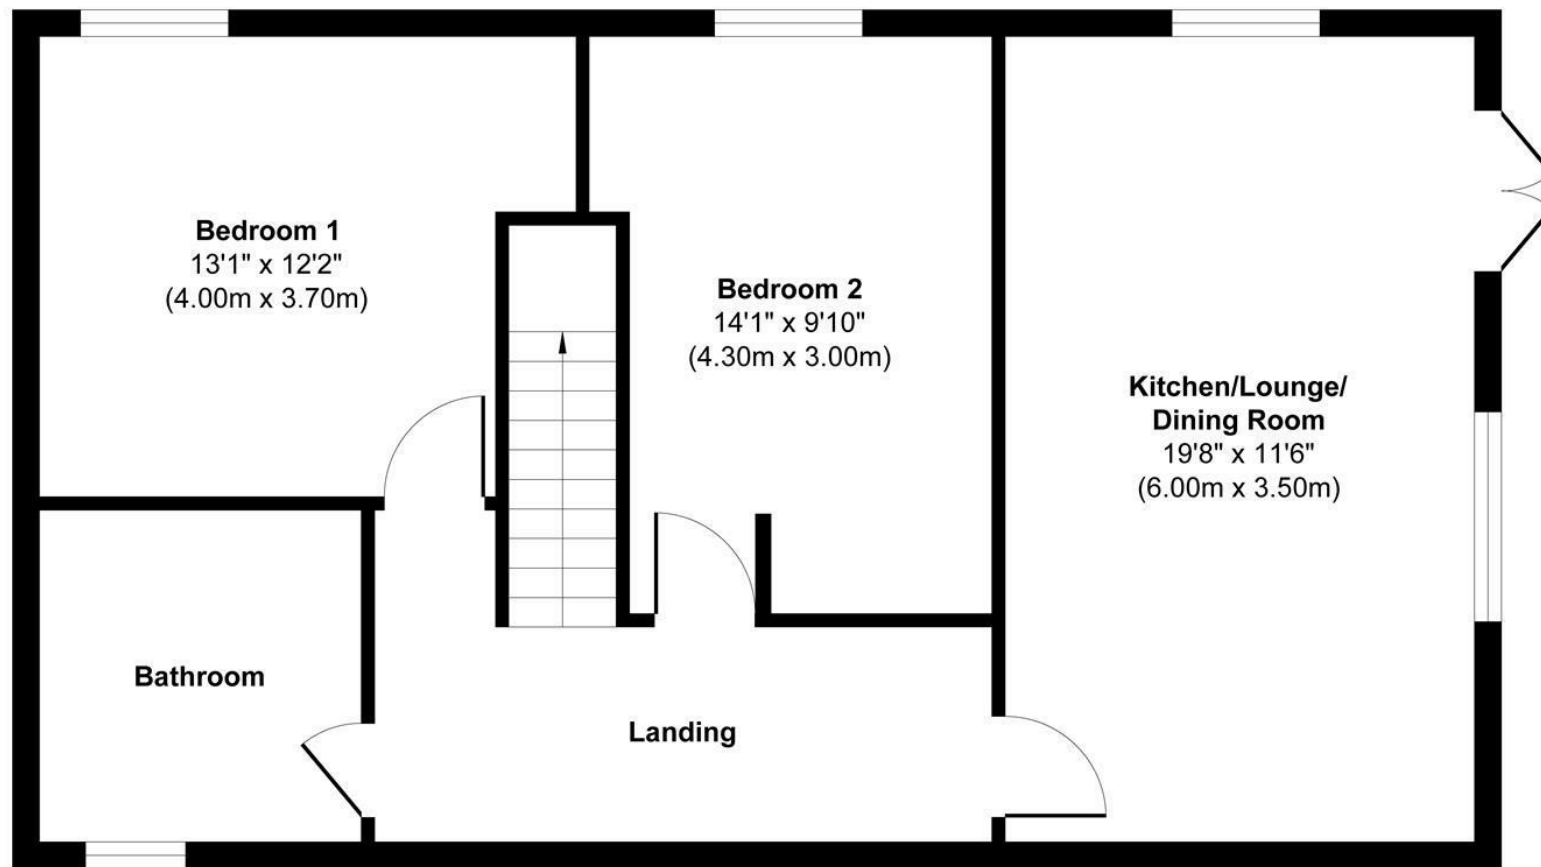 Bedroom 1
13'1" x 12'2"
(4.00m x 3.70m)
Bedroom 2
14'1" x 9'10"
(4.30m x 3.00m)
Kitchen/Lounge/
Dining Room
19'8" x 11'6"
(6.00m x 3.50m)
Bathroom
Landing